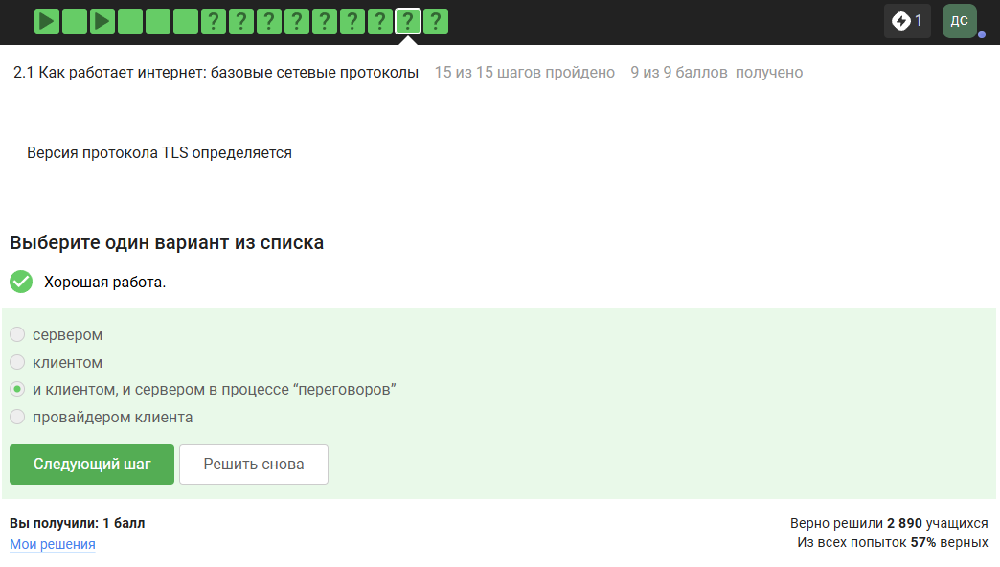 ? ? ? ? ? ? ? ? ? 1 ДС
2.1 Как работает интернет: базовые сетевые протоколы 15 из 15 шагов пройдено 9 из 9 баллов получено
Версия протокола TLS определяется
Выберите один вариант из списка
Хорошая работа.
сервером
клиентом
и клиентом, и сервером в процессе “переговоров”
провайдером клиента
Следующий шаг Решить снова
Вы получили: 1 балл Верно решили 2 890 учащихся
Мои решения Из всех попыток 57% верных